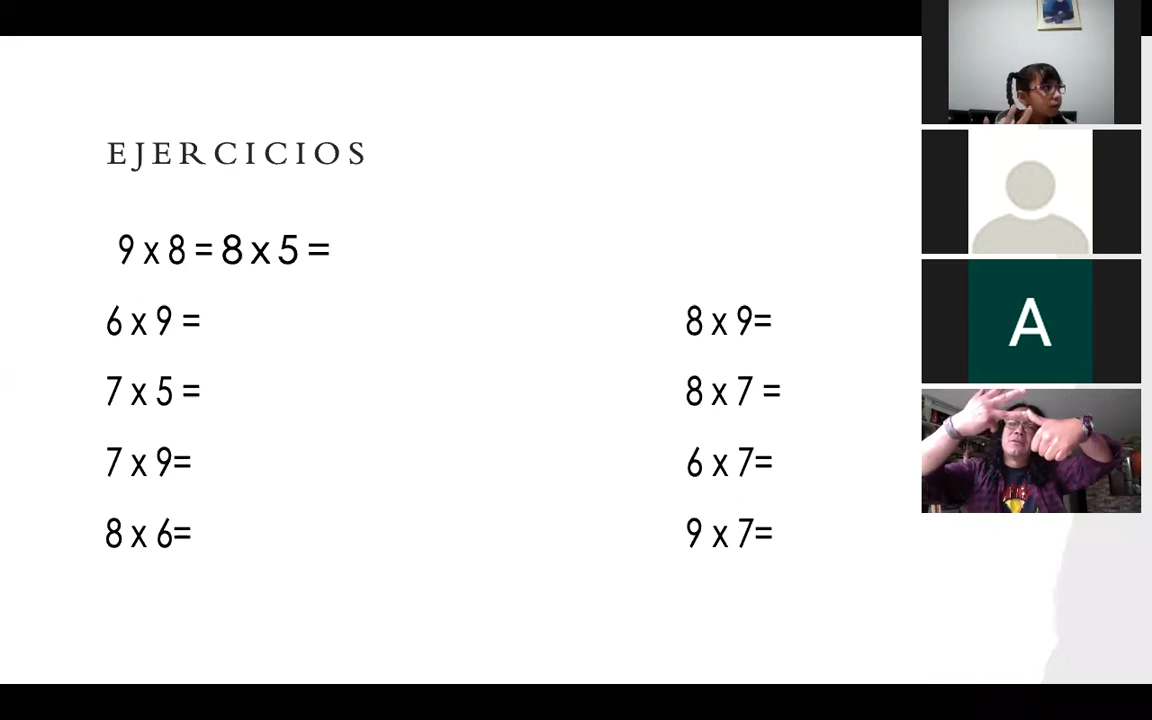 EJERCICIOS
9 x 8 = 8 x 5 =
6 x 9 =
7 x 5 =
7 x 9=
8 x 6=
8 x 9=
8 x 7 =
6 x 7=
9 x 7=
A